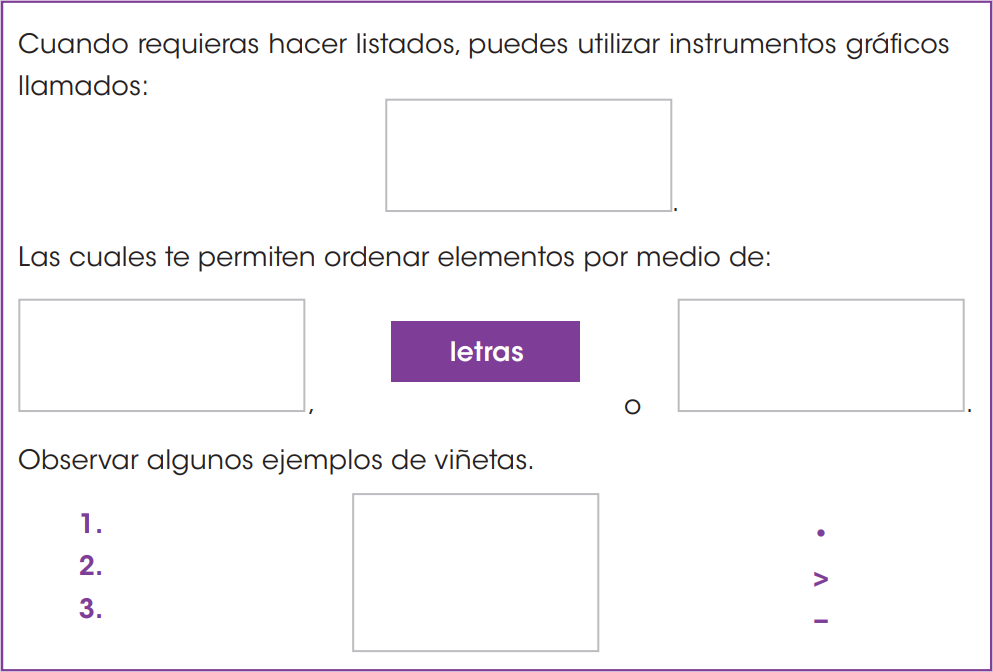 Cuando requieras hacer listados, puedes utilizar instrumentos gráficos
llamados:
.
Las cuales te permiten ordenar elementos por medio de:
, letras o .
Observar algunos ejemplos de viñetas.
1. •
2. >
3. –